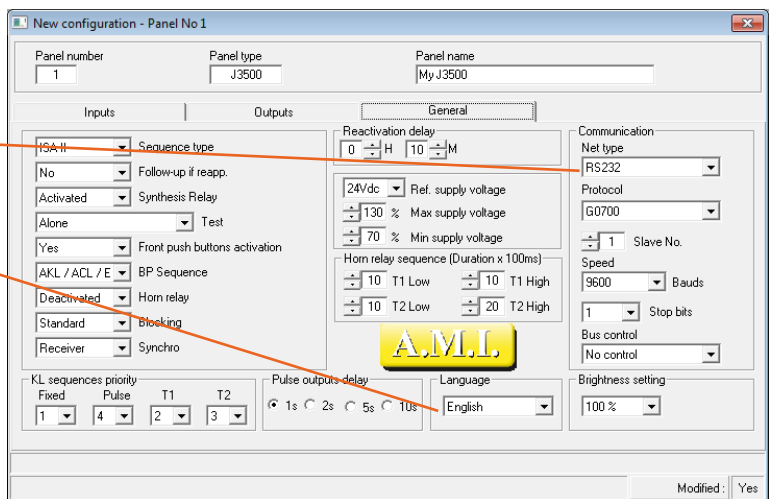 New configuration - Panel No 1
Panel number
Panel type
Panel name
1
J3500
My J3500
Inputs
Outputs
General
ISA II
Sequence type
No
Follow-up if reapp.
Activated
Synthesis Relay
Alone
Test
Yes
Front push buttons activation
AKL / ACL / E
BP Sequence
Deactivated
Horn relay
Standard
Blocking
Receiver
Synchro
Reactivation delay
0 H 10 M
24Vdc Ref. supply voltage
130 % Max supply voltage
70 % Min supply voltage
Horn relay sequence (Duration x 100ms)
10 T1 Low 10 T1 High
10 T2 Low 20 T2 High
A.M.I.
Communication
Net type
RS232
Protocol
G0700
1 Slave No.
Speed
9600 Bauds
1 Stop bits
Bus control
No control
KL sequences priority
Fixed Pulse T1 T2
1 4 2 3
Pulse outputs delay
1s 2s 5s 10s
Language
English
Brightness setting
100 %
Modified : Yes